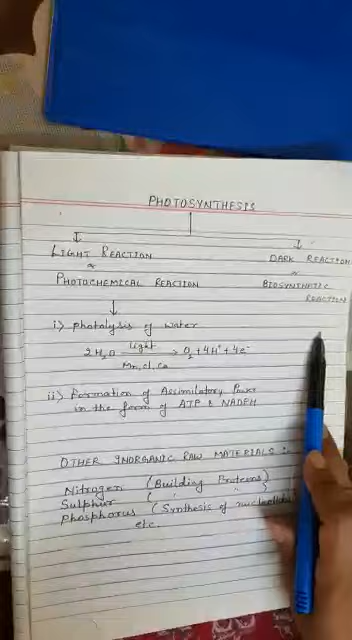 PHOTOSYNTHESIS
LIGHT REACTION
or
PHOTOCHEMICAL REACTION
DARK REACTION
or
BIOSYNTHETIC
REACTION
i) photolysis of water
2H₂O light → O₂ + 4H⁺ + 4e⁻
Mn, Cl, Ca
ii) Formation of Assimilatory Power
in the form of ATP & NADPH
OTHER INORGANIC RAW MATERIALS :
Nitrogen (Building Proteins)
Sulphur ( " )
Phosphorus (Synthesis of
etc.